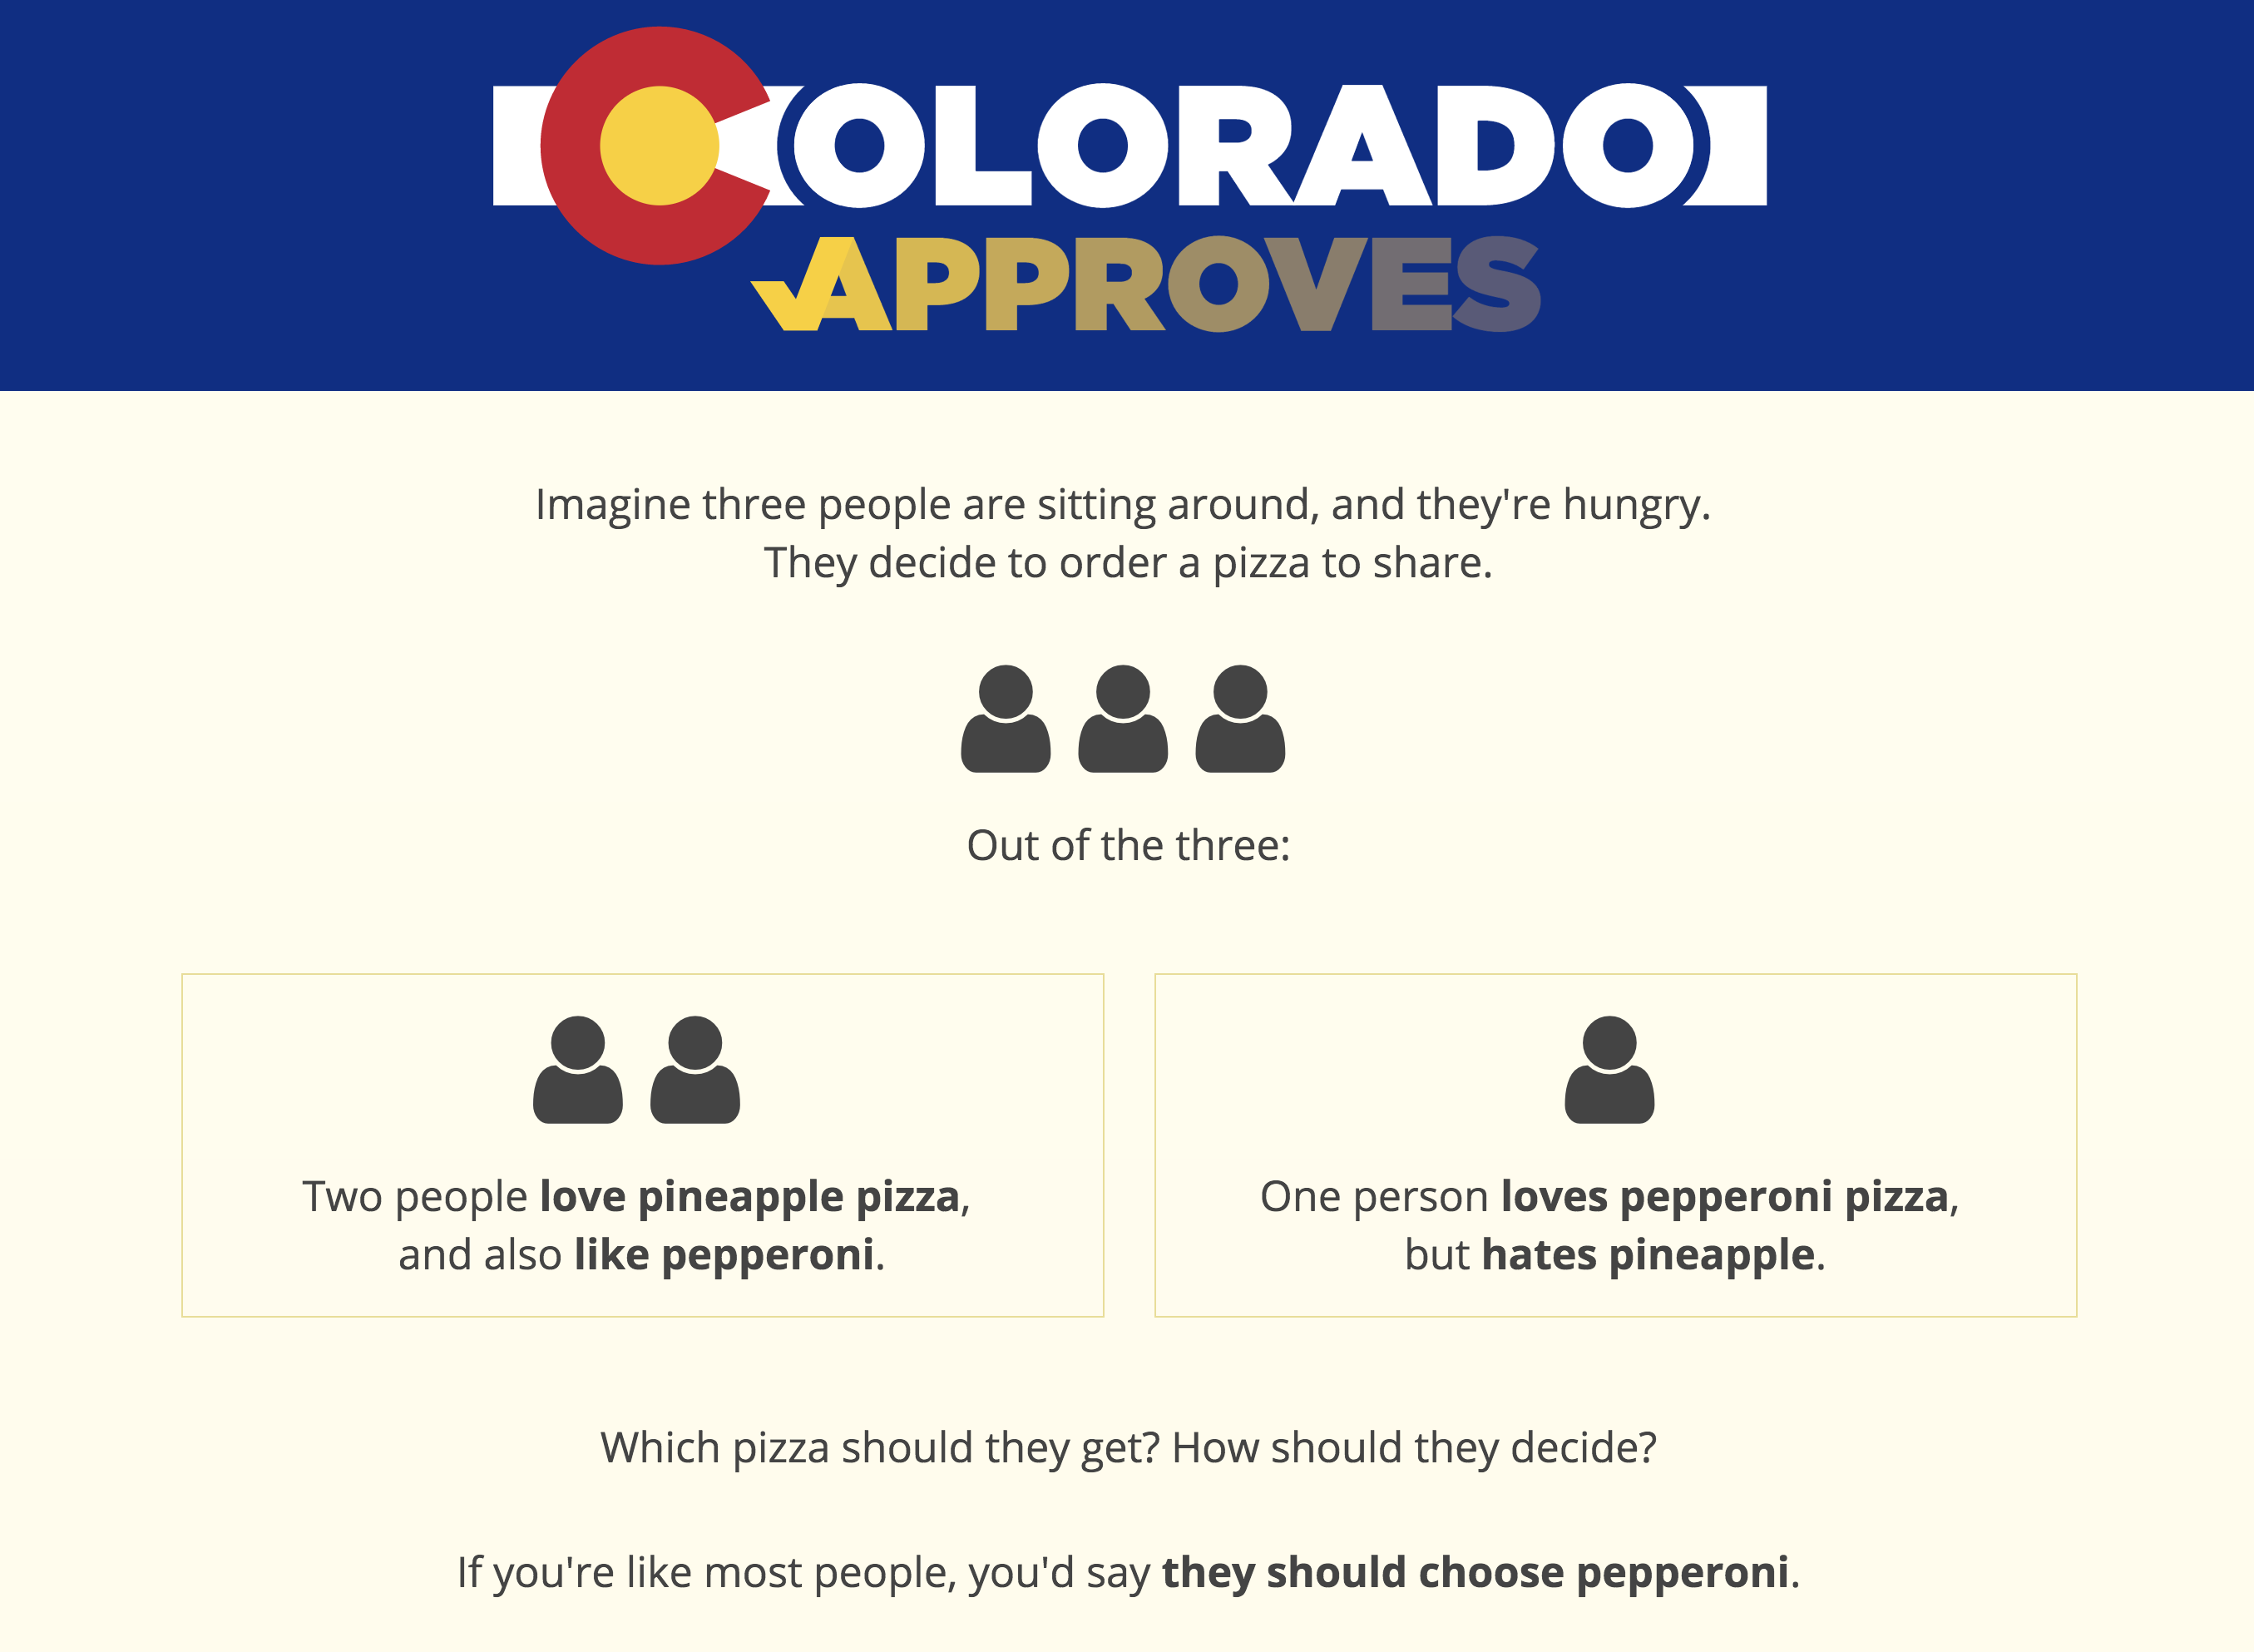 COLORADO
APPROVES
Imagine three people are sitting around, and they're hungry.
They decide to order a pizza to share.
Out of the three:
Two people love pineapple pizza,
and also like pepperoni.
One person loves pepperoni pizza,
but hates pineapple.
Which pizza should they get? How should they decide?
If you're like most people, you'd say they should choose pepperoni.